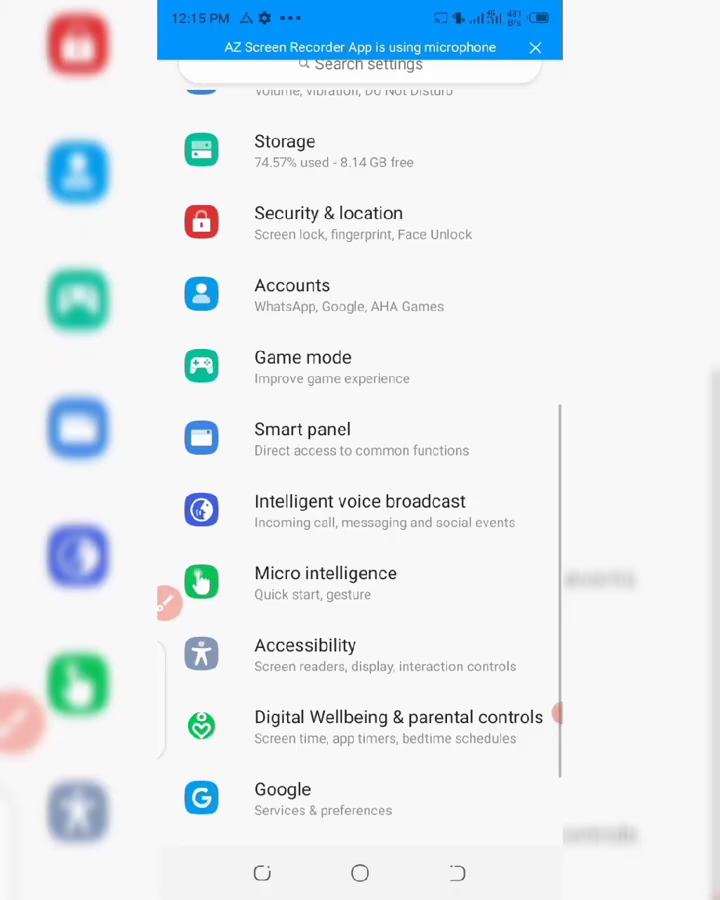 12:15 PM
4G
481
B/s
AZ Screen Recorder App is using microphone
Search settings
Volume, Vibration, Do Not Disturb
Storage
74.57% used - 8.14 GB free
Security & location
Screen lock, fingerprint, Face Unlock
Accounts
WhatsApp, Google, AHA Games
Game mode
Improve game experience
Smart panel
Direct access to common functions
Intelligent voice broadcast
Incoming call, messaging and social events
Micro intelligence
Quick start, gesture
Accessibility
Screen readers, display, interaction controls
Digital Wellbeing & parental controls
Screen time, app timers, bedtime schedules
Google
Services & preferences